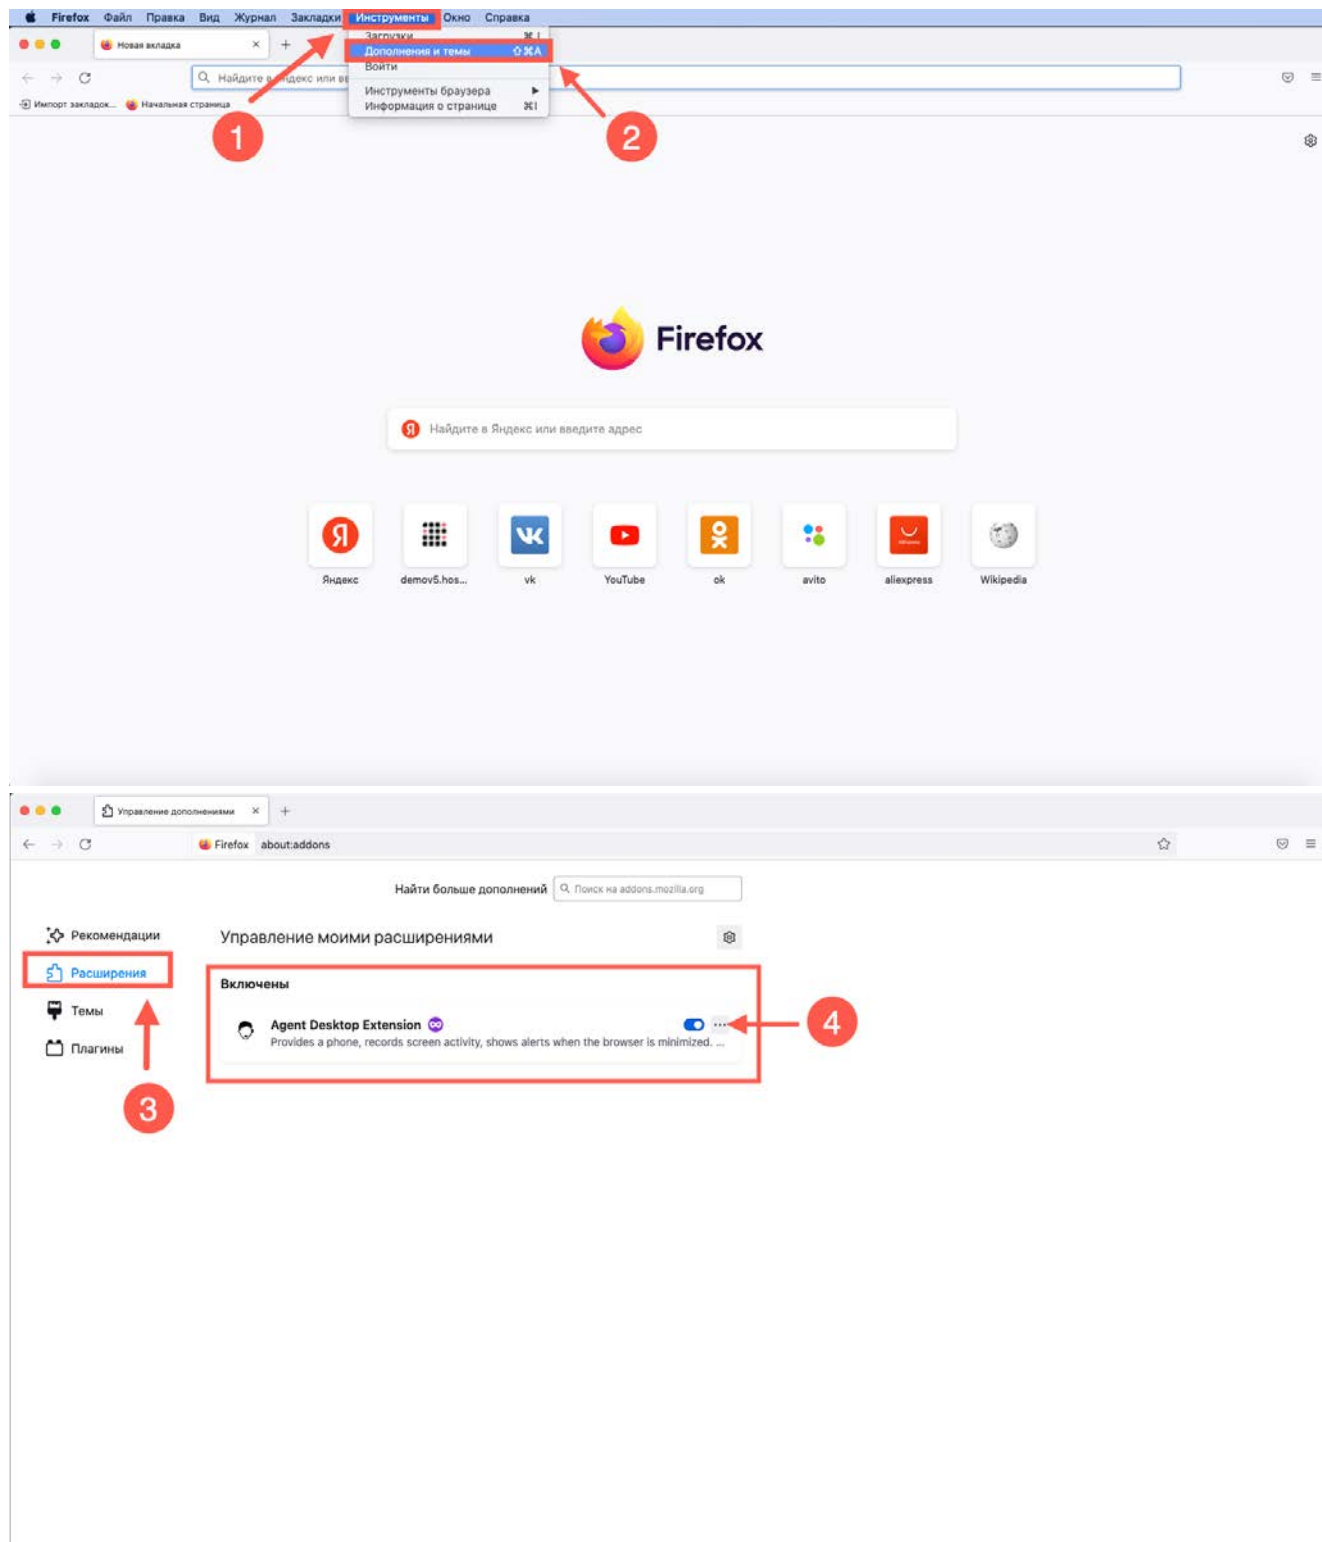 Firefox Файл Правка Вид Журнал Закладки Инструменты Окно Справка
Новая вкладка
Загрузки
Дополнения и темы ⇧⌘A
Войти
Найдите в Яндекс или
Инструменты браузера
Импорт закладок... Начальная страница
Информация о странице ⌘I
1
2
Firefox
Найдите в Яндекс или введите адрес
Яндекс demov5.hos... vk YouTube ok avito aliexpress Wikipedia
Управление дополнениями
Firefox about:addons
Найти больше дополнений Поиск на addons.mozilla.org
Рекомендации
Управление моими расширениями
Расширения
Включены
Темы
Agent Desktop Extension
4
Provides a phone, records screen activity, shows alerts when the browser is minimized. ...
Плагины
3